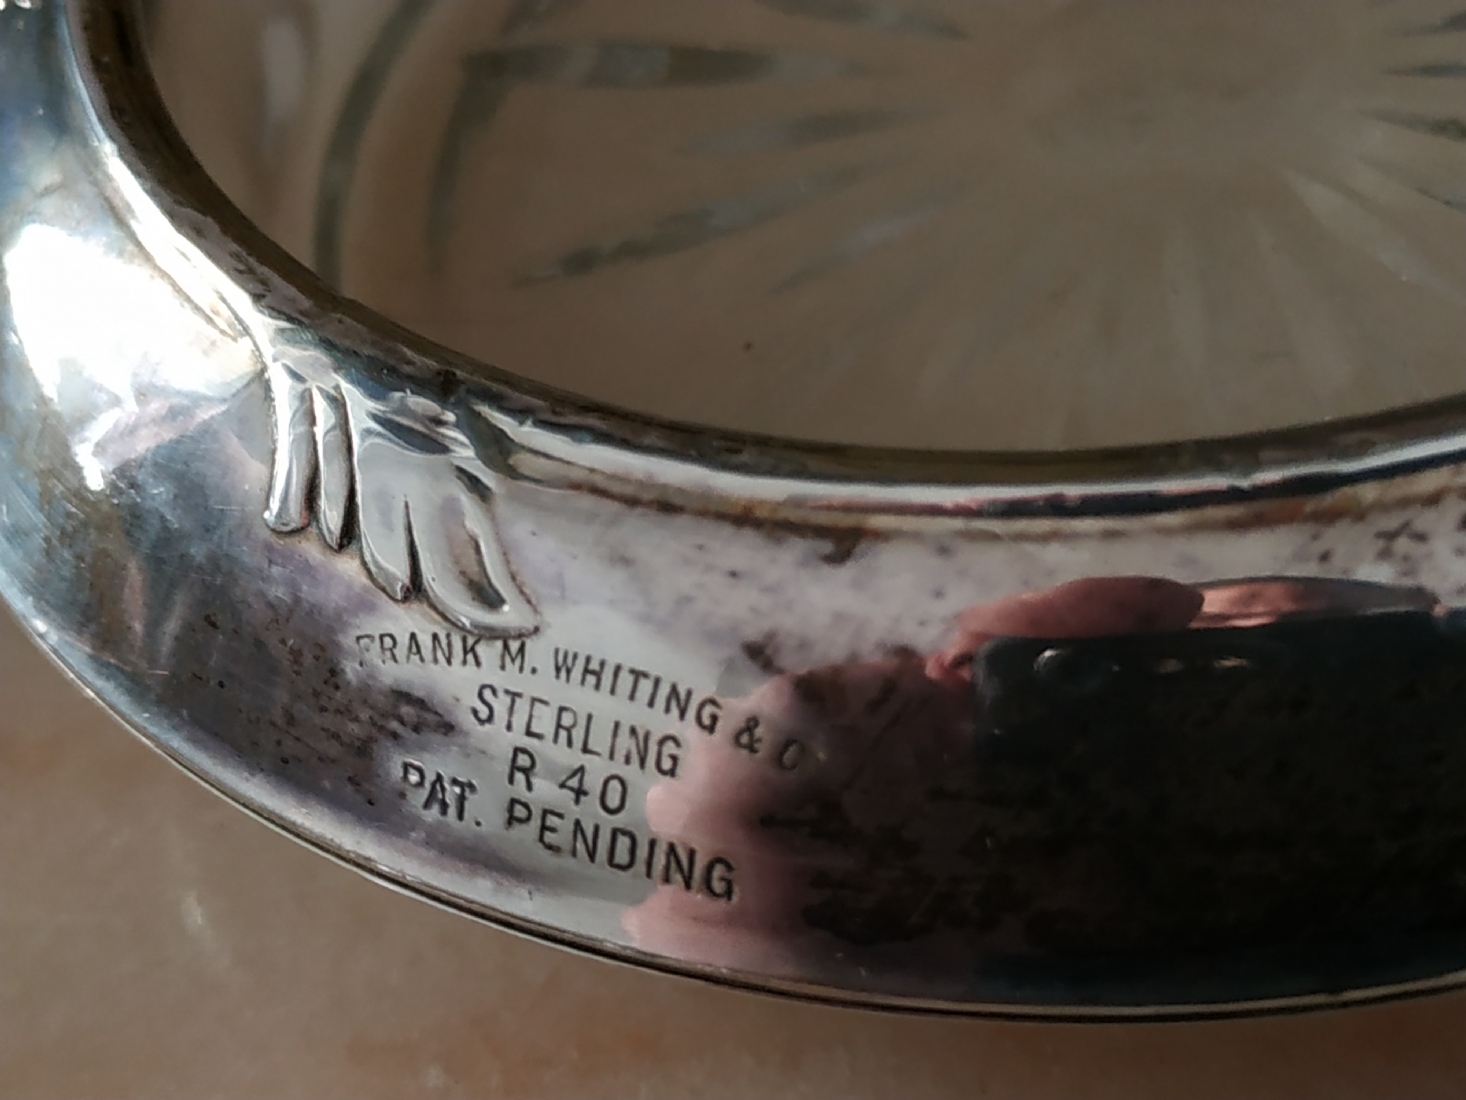 FRANK M. WHITING & C
STERLING
R 40
PAT. PENDING